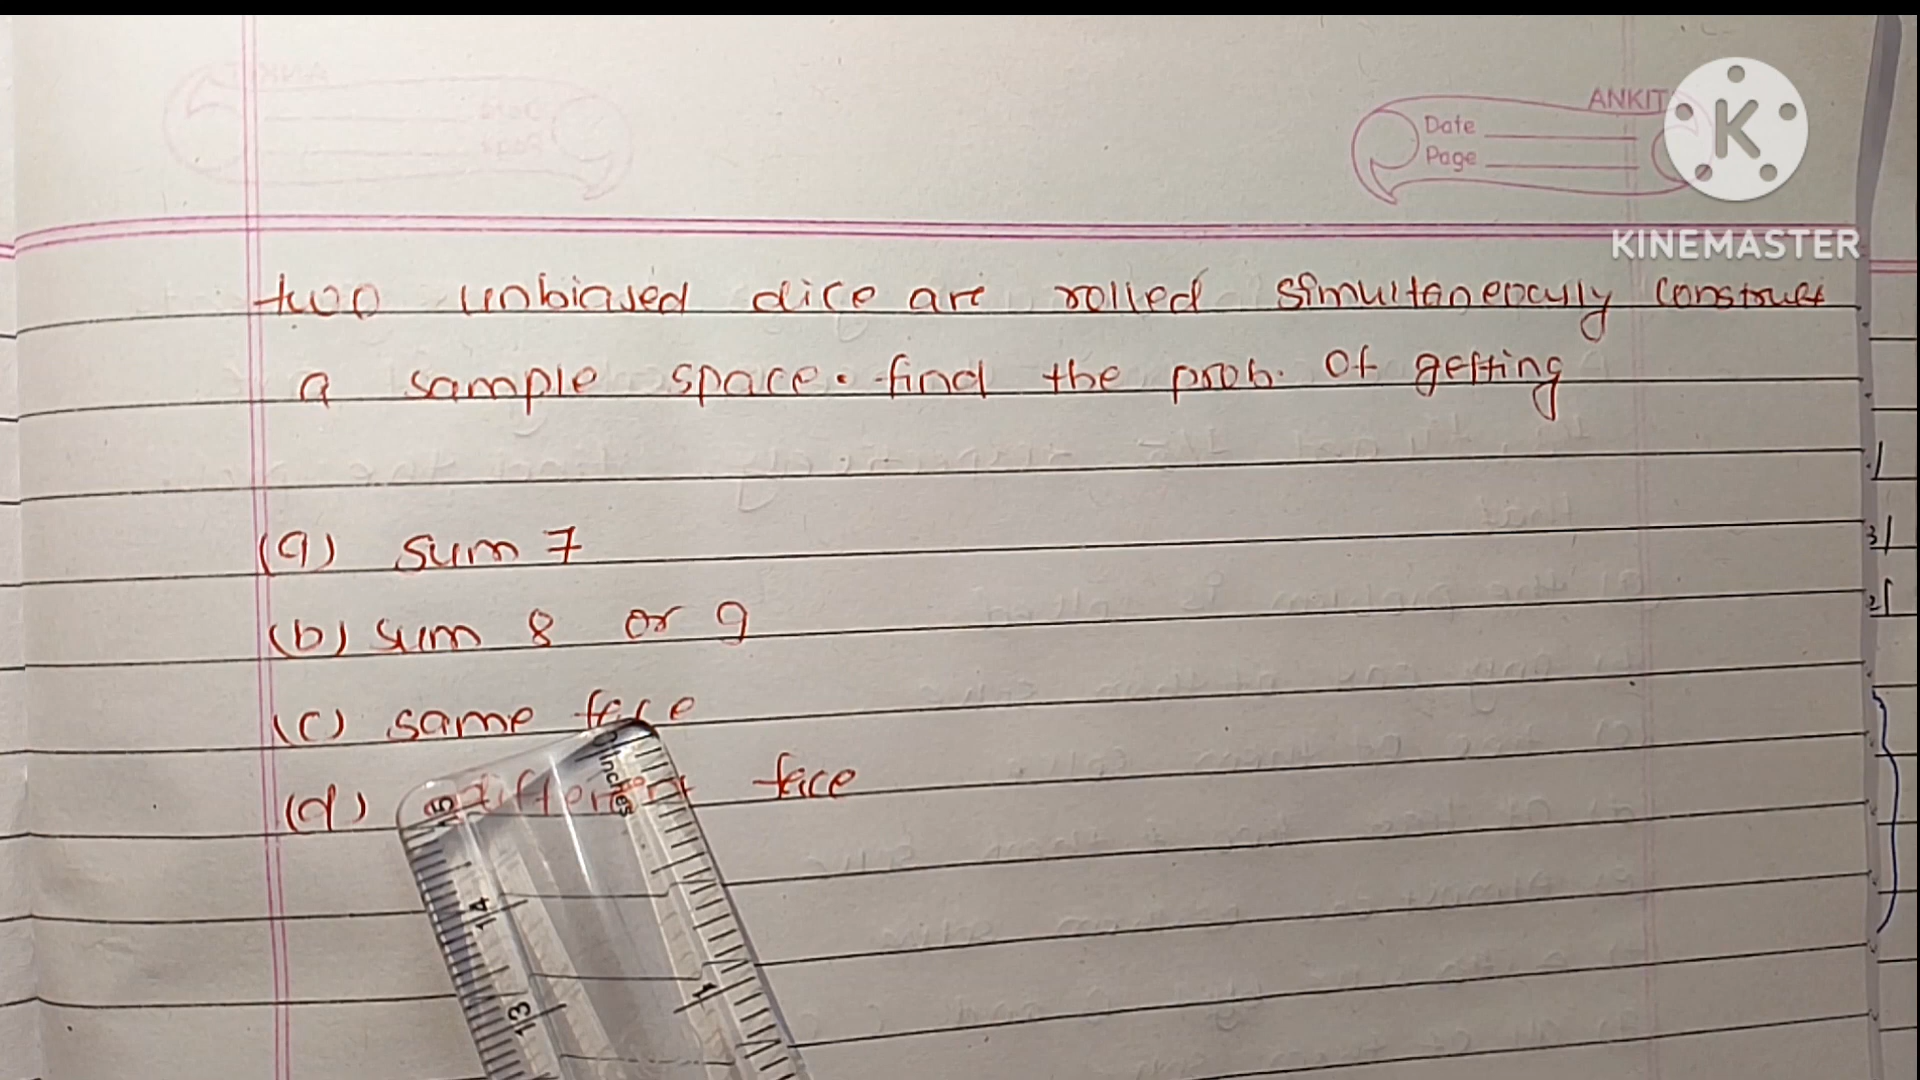 ANKIT
Date
Page
K
KINEMASTER
two unbiased dice are rolled simultaneously construct
a sample space. find the prob. of getting
(a) sum 7
(b) sum 8 or 9
(c) same face
(d) different face
Inches
15
14
13
1